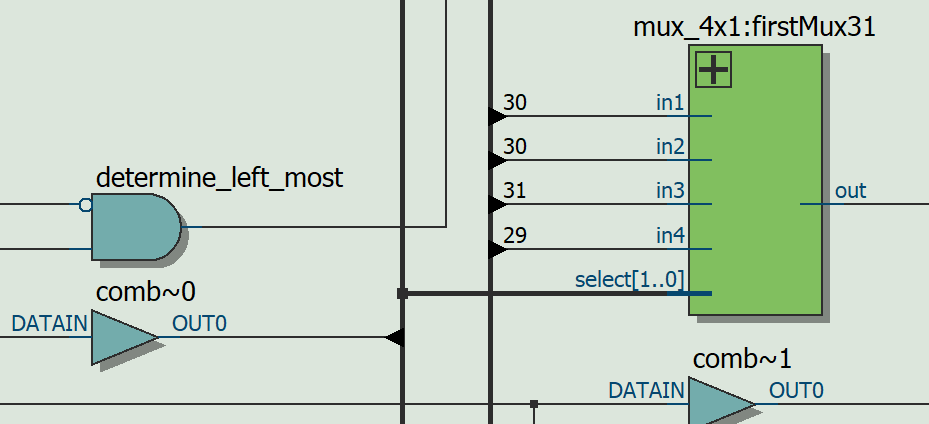 mux_4x1:firstMux31
30
in1
30
in2
determine_left_most
31
in3
out
29
in4
select[1..0]
comb~0
DATAIN
OUT0
comb~1
DATAIN
OUT0